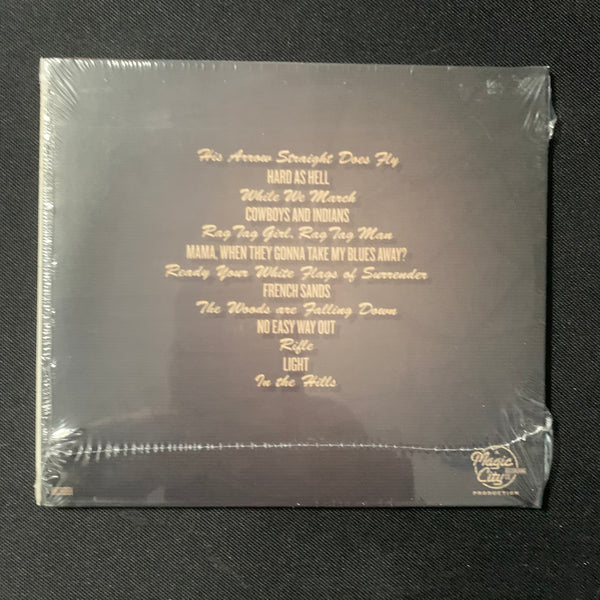 His Arrow Straight Does Fly
HARD AS HELL
While We March
COWBOYS AND INDIANS
Rag Tag Girl, Rag Tag Man
MAMA, WHEN THEY GONNA TAKE MY BLUES AWAY?
Ready Your White Flags of Surrender
FRENCH SANDS
The Woods are Falling Down
NO EASY WAY OUT
Rifle
LIGHT
In the Hills
Magic
City
PRODUCTION